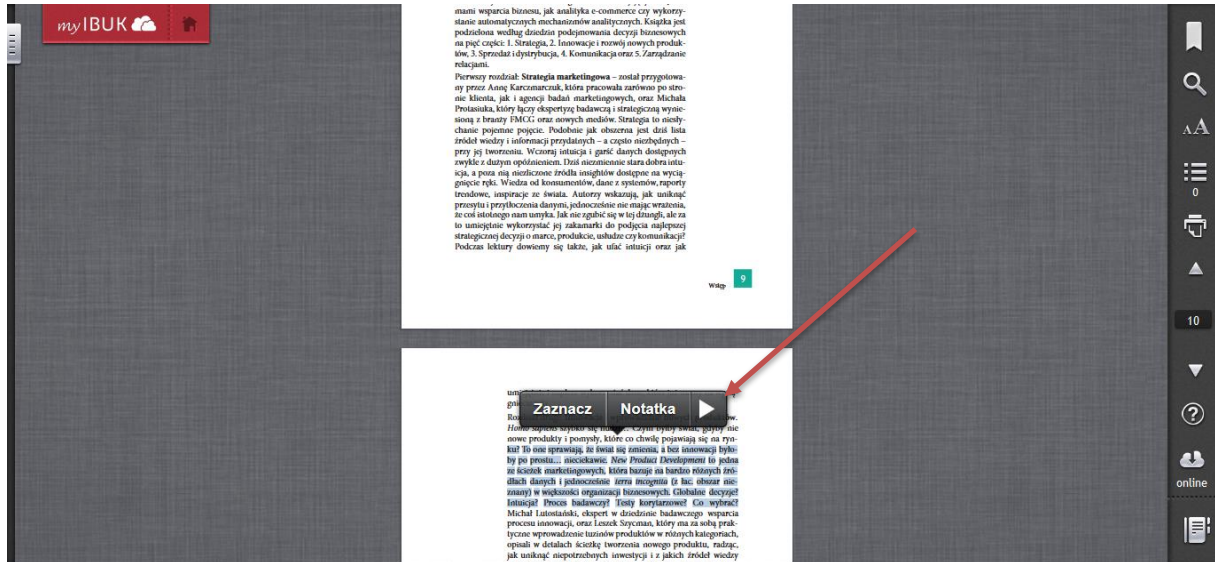 myIBUK
mami wsparcia biznesu, jak analityka e-commerce czy wykorzy-
stanie automatycznych mechanizmów analitycznych. Książka jest
podzielona według dziedzin podejmowania decyzji biznesowych
na pięć części: 1. Strategia, 2. Innowacje i rozwój nowych produk-
tów, 3. Sprzedaż i dystrybucja, 4. Komunikacja oraz 5. Zarządzanie
relacjami.
Pierwszy rozdział: Strategia marketingowa – został przygotowa-
ny przez Annę Karczmarczuk, która pracowała zarówno po stro-
nie klienta, jak i agencji badań marketingowych, oraz Michała
Protasiuka, który łączy ekspertyzę badawczą i strategiczną wynie-
sioną z branży FMCG oraz nowych mediów. Strategia to niesły-
chanie pojemne pojęcie. Podobnie jak obszerna jest dziś lista
źródeł wiedzy i informacji przydatnych – a często niezbędnych –
przy jej tworzeniu. Wczoraj intuicja i garść danych dostępnych
zwykle z dużym opóźnieniem. Dziś niezmiennie stara dobra intu-
icja, a poza nią niezliczone źródła insightów dostępne na wycią-
gnięcie ręki. Wiedza od konsumentów, dane z systemów, raporty
trendowe, inspiracje ze świata. Autorzy wskazują, jak uniknąć
przesytu i przytłoczenia danymi, jednocześnie nie mając wrażenia,
że coś istotnego nam umyka. Jak nie zgubić się w tej dżungli, ale za
to umiejętnie wykorzystać jej zakamarki do podjęcia najlepszej
strategicznej decyzji o marce, produkcie, usłudze czy komunikacji?
Podczas lektury dowiemy się także, jak ufać intuicji oraz jak
Wstęp 9
Zaznacz Notatka
Homo sapiens szybko się
nowe produkty i pomysły, które co chwilę pojawiają się na ryn-
ku? To one sprawiają, że świat się zmienia, a bez innowacji było-
by po prostu… nieciekawie. New Product Development to jedna
ze ścieżek marketingowych, która bazuje na bardzo różnych źró-
dłach danych i jednocześnie terra incognita (z łac. obszar nie-
znany) w większości organizacji biznesowych. Globalne decyzje?
Intuicja? Proces badawczy? Testy korytarzowe? Co wybrać?
Michał Lutostański, ekspert w dziedzinie badawczego wsparcia
procesu innowacji, oraz Leszek Szycman, który ma za sobą prak-
tyczne wprowadzenie tuzinów produktów w różnych kategoriach,
opisali w detalach ścieżkę tworzenia nowego produktu, radząc,
jak uniknąć niepotrzebnych inwestycji i z jakich źródeł wiedzy
AA
0
10
?
online